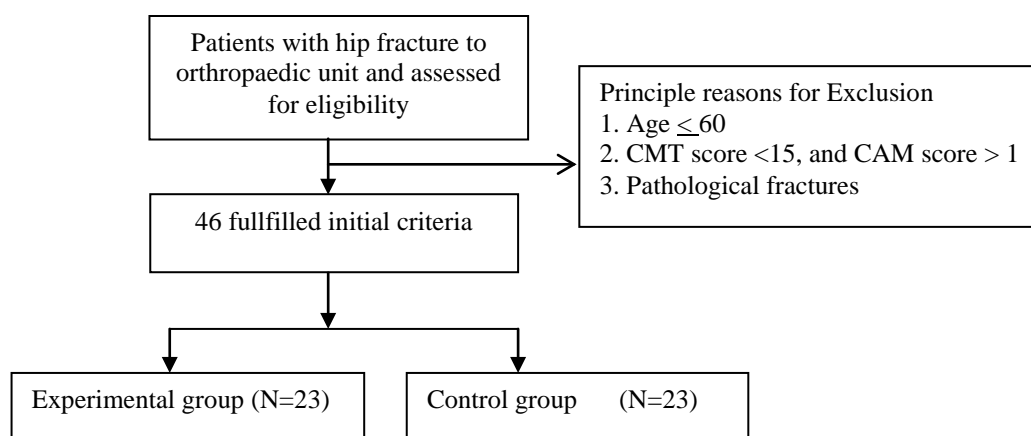 Patients with hip fracture to
orthropaedic unit and assessed
for eligibility
Principle reasons for Exclusion
1. Age < 60
2. CMT score <15, and CAM score > 1
3. Pathological fractures
46 fullfilled initial criteria
Experimental group (N=23)
Control group (N=23)